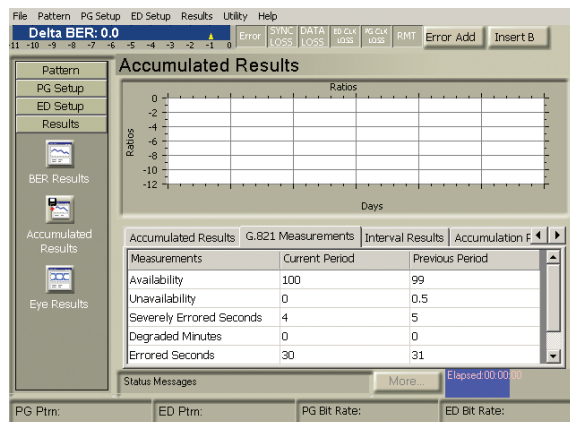 File Pattern PG Setup ED Setup Results Utility Help
Delta BER: 0.0
-11 -10 -9 -8 -7 -6 -5 -4 -3 -2 -1 0
Error
SYNC LOSS
DATA LOSS
ED CLK LOSS
PG CLK LOSS
RMT
Error Add
Insert B
Pattern
PG Setup
ED Setup
Results
BER Results
Accumulated
Results
Eye Results
Accumulated Results
Ratios
Ratios
0
-2
-4
-6
-8
-10
-12
Days
Accumulated Results G.821 Measurements Interval Results Accumulation P
Measurements Current Period Previous Period
Availability 100 99
Unavailability 0 0.5
Severely Errored Seconds 4 5
Degraded Minutes 0 0
Errored Seconds 30 31
Status Messages
More...
Elapsed:00:00:00
PG Ptrn: ED Ptrn: PG Bit Rate: ED Bit Rate: